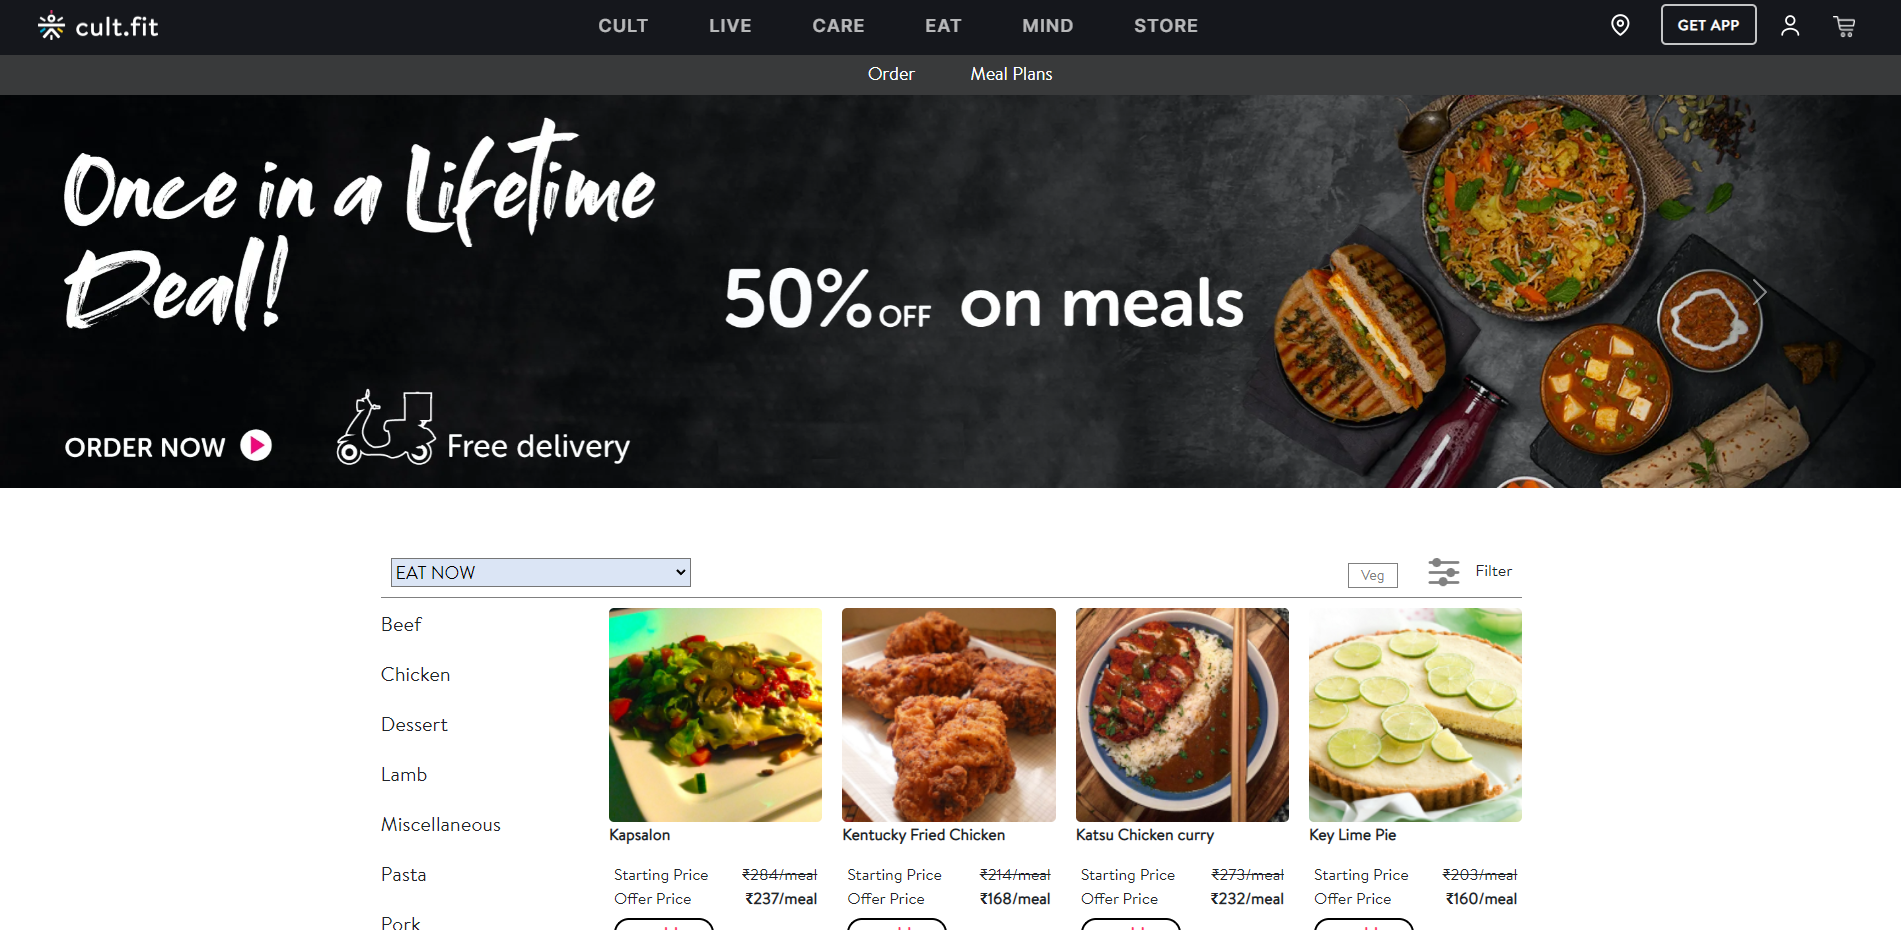 cult.fit
CULT LIVE CARE EAT MIND STORE
GET APP
Order Meal Plans
Once in a Lifetime
Deal!
50% OFF on meals
ORDER NOW
Free delivery
EAT NOW
Veg
Filter
Beef
Chicken
Dessert
Lamb
Miscellaneous
Pasta
Pork
Kapsalon
Starting Price ₹284/meal
Offer Price ₹237/meal
Kentucky Fried Chicken
Starting Price ₹214/meal
Offer Price ₹168/meal
Katsu Chicken curry
Starting Price ₹273/meal
Offer Price ₹232/meal
Key Lime Pie
Starting Price ₹203/meal
Offer Price ₹160/meal